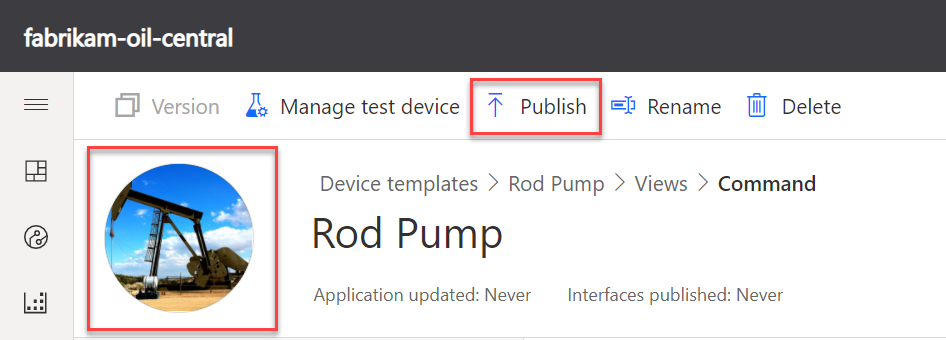 fabrikam-oil-central
Version Manage test device Publish Rename Delete
Device templates > Rod Pump > Views > Command
Rod Pump
Application updated: Never Interfaces published: Never